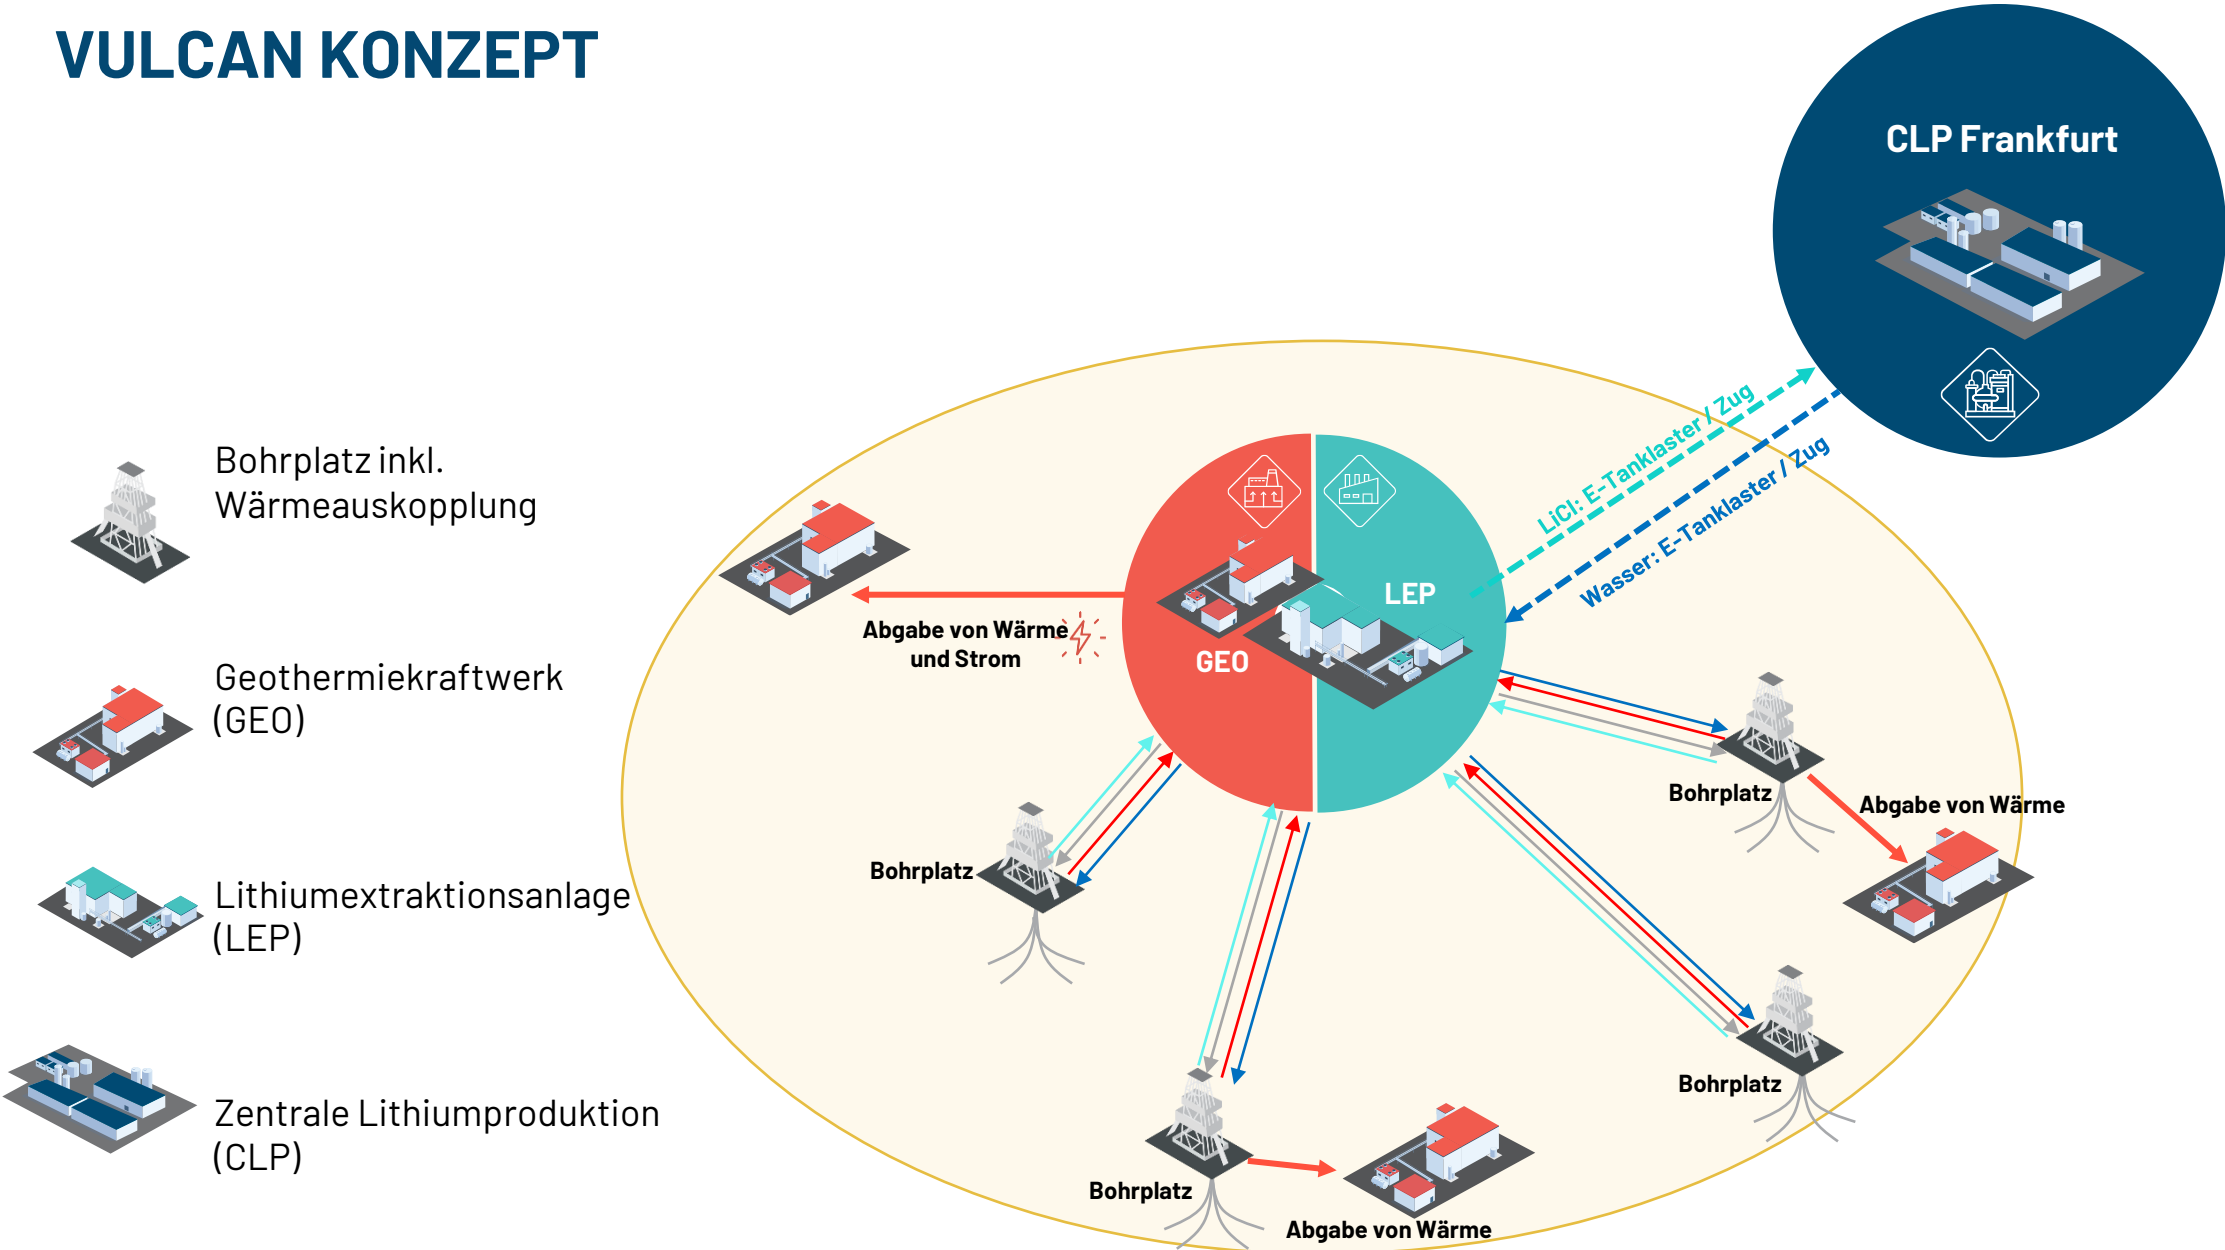 VULCAN KONZEPT
CLP Frankfurt
Bohrplatz inkl.
Wärmeauskopplung
Geothermiekraftwerk
(GEO)
Lithiumextraktionsanlage
(LEP)
Zentrale Lithiumproduktion
(CLP)
LiCl: E-Tanklaster / Zug
Wasser: E-Tanklaster / Zug
LEP
GEO
Abgabe von Wärme
und Strom
Bohrplatz
Abgabe von Wärme
Bohrplatz
Bohrplatz
Bohrplatz
Abgabe von Wärme